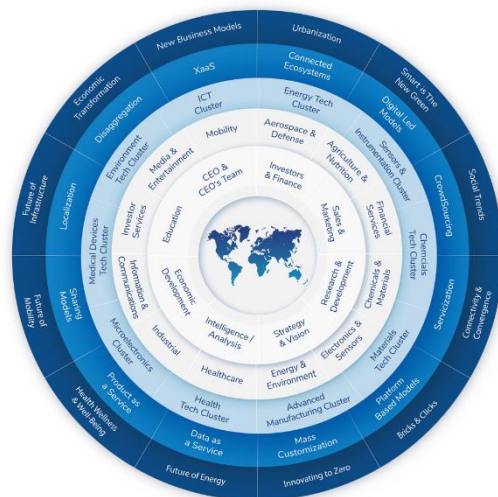 New Business Models
Urbanization
Smart is The
New Green
Social Trends
Connectivity &
Convergence
Bricks & Clicks
Innovating to Zero
Future of Energy
Health Wellness
& Well-Being
Future of
Mobility
Future of
Infrastructure
Economic
Transformation
XaaS
Connected
Ecosystems
Digital Led
Models
CrowdSourcing
Servicization
Platform
Based Models
Mass
Customization
Data as
a Service
Product as
a Service
Sharing
Models
Localization
Disaggregation
ICT
Cluster
Energy Tech
Cluster
Sensors &
Instrumentation Cluster
Chemcials
Tech Cluster
Materials
Tech Cluster
Advanced
Manufacturing Cluster
Health
Tech Cluster
Microelectronics
Cluster
Medical Devices
Tech Cluster
Environment
Tech Cluster
Mobility
Aerospace &
Defense
Agriculture &
Nutrition
Financial
Services
Chemicals &
Materials
Electronics &
Sensors
Energy &
Environment
Healthcare
Industrial
Information &
Communications
Investor
Services
Media &
Entertainment
CEO &
CEO's Team
Investors
& Finance
Sales &
Marketing
Research &
Development
Strategy
& Vision
Intelligence /
Analysis
Economic
Development
Education